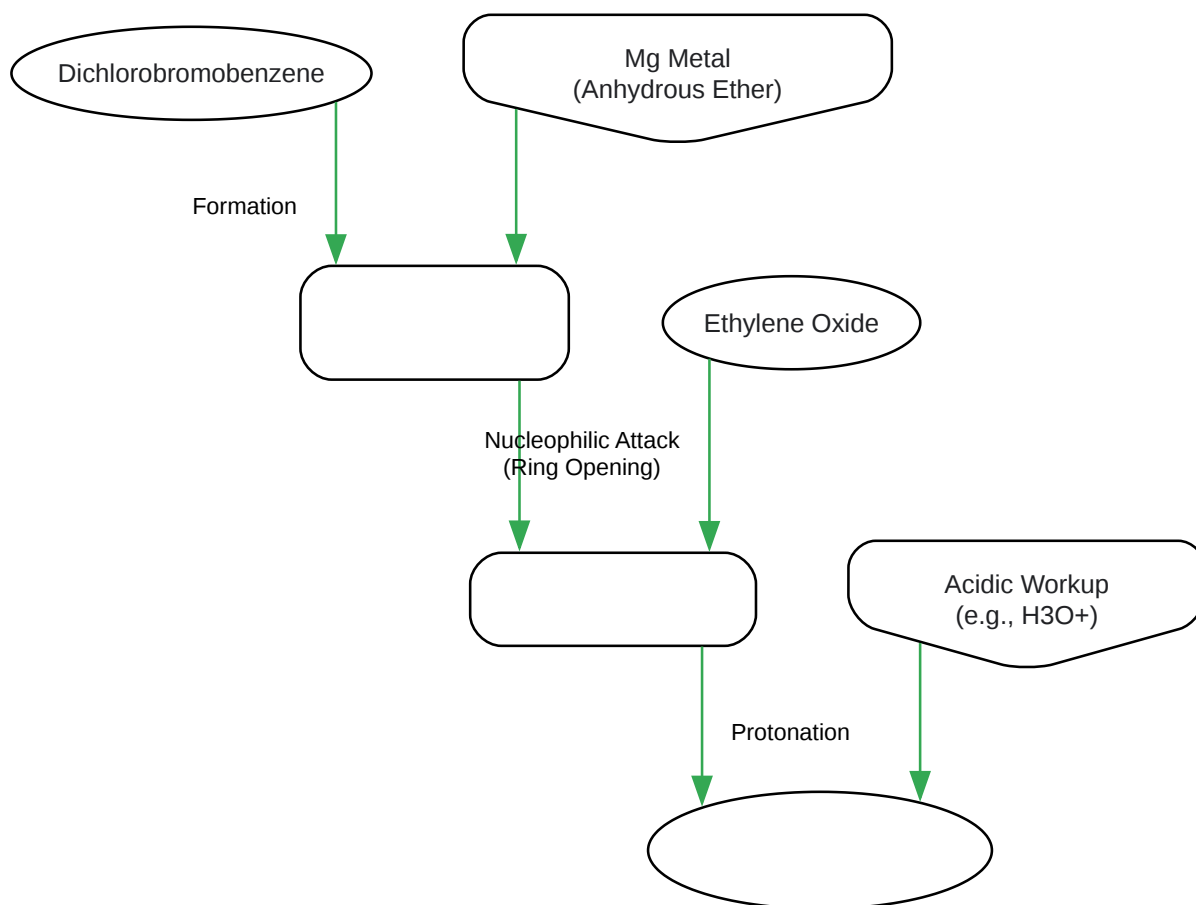 Dichlorobromobenzene
Mg Metal
(Anhydrous Ether)
Formation
Ethylene Oxide
Nucleophilic Attack
(Ring Opening)
Acidic Workup
(e.g., H3O+)
Protonation